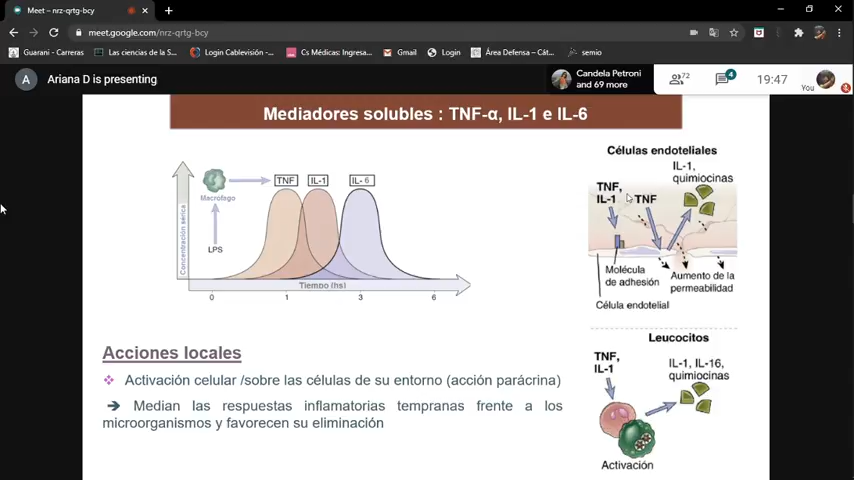 Meet – nrz-qrtg-bcy
meet.google.com/nrz-qrtg-bcy
Guarani - Carreras
Las ciencias de la S...
Login Cablevisión...
Cs Médicas: Ingresa...
Gmail
Login
Área Defensa – Cát...
semio
A
Ariana D is presenting
Candela Petroni
and 69 more
72
4
19:47
You
Mediadores solubles : TNF-α, IL-1 e IL-6
Concentración sérica
Macrofago
LPS
TNF
IL-1
IL- 6
Tiempo (hs)
0
1
3
6
Células endoteliales
TNF,
IL-1
TNF
IL-1,
quimiocinas
Molécula
de adhesión
Aumento de la
permeabilidad
Célula endotelial
Leucocitos
TNF,
IL-1
IL-1, IL-16,
quimiocinas
Activación
Acciones locales
Activación celular /sobre las células de su entorno (acción parácrina)
Median las respuestas inflamatorias tempranas frente a los
microorganismos y favorecen su eliminación